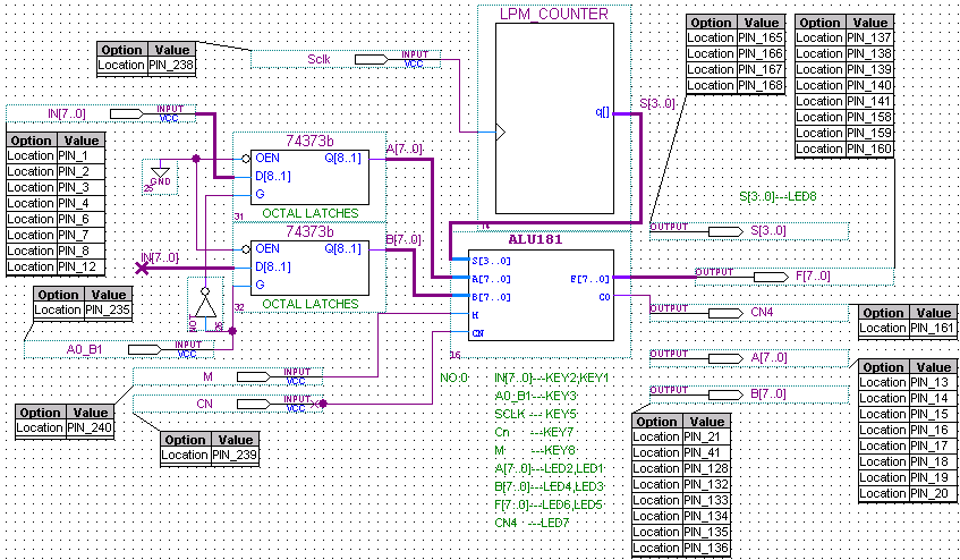 LPM_COUNTER
Option Value
Location PIN_238
Sclk
INPUT
VCC
q[]
S[3..0]
14
Option Value
Location PIN_165
Location PIN_166
Location PIN_167
Location PIN_168
Option Value
Location PIN_137
Location PIN_138
Location PIN_139
Location PIN_140
Location PIN_141
Location PIN_158
Location PIN_159
Location PIN_160
IN[7..0]
INPUT
VCC
Option Value
Location PIN_1
Location PIN_2
Location PIN_3
Location PIN_4
Location PIN_6
Location PIN_7
Location PIN_8
Location PIN_12
GND
25
74373b
OEN Q[8..1]
D[8..1]
G
31
OCTAL LATCHES
A[7..0]
IN[7..0]
74373b
OEN Q[8..1]
D[8..1]
G
32
OCTAL LATCHES
B[7..0]
NOT
26
ALU181
S[3..0]
A[7..0]
B[7..0]
M
CN
F[7..0]
CO
16
S[3..0]---LED8
OUTPUT
S[3..0]
OUTPUT
F[7..0]
OUTPUT
CN4
Option Value
Location PIN_161
OUTPUT
A[7..0]
OUTPUT
B[7..0]
Option Value
Location PIN_235
A0_B1
INPUT
VCC
M
INPUT
VCC
CN
INPUT
VCC
Option Value
Location PIN_240
Option Value
Location PIN_239
NO:0
IN[7..0]---KEY2,KEY1
A0_B1---KEY3
SCLK --- KEY5
Cn ---KEY7
M ---KEY8
A[7..0]---LED2,LED1
B[7..0]---LED4,LED3
F[7..0]---LED6,LED5
CN4 ---LED7
Option Value
Location PIN_21
Location PIN_41
Location PIN_128
Location PIN_132
Location PIN_133
Location PIN_134
Location PIN_135
Location PIN_136
Option Value
Location PIN_13
Location PIN_14
Location PIN_15
Location PIN_16
Location PIN_17
Location PIN_18
Location PIN_19
Location PIN_20